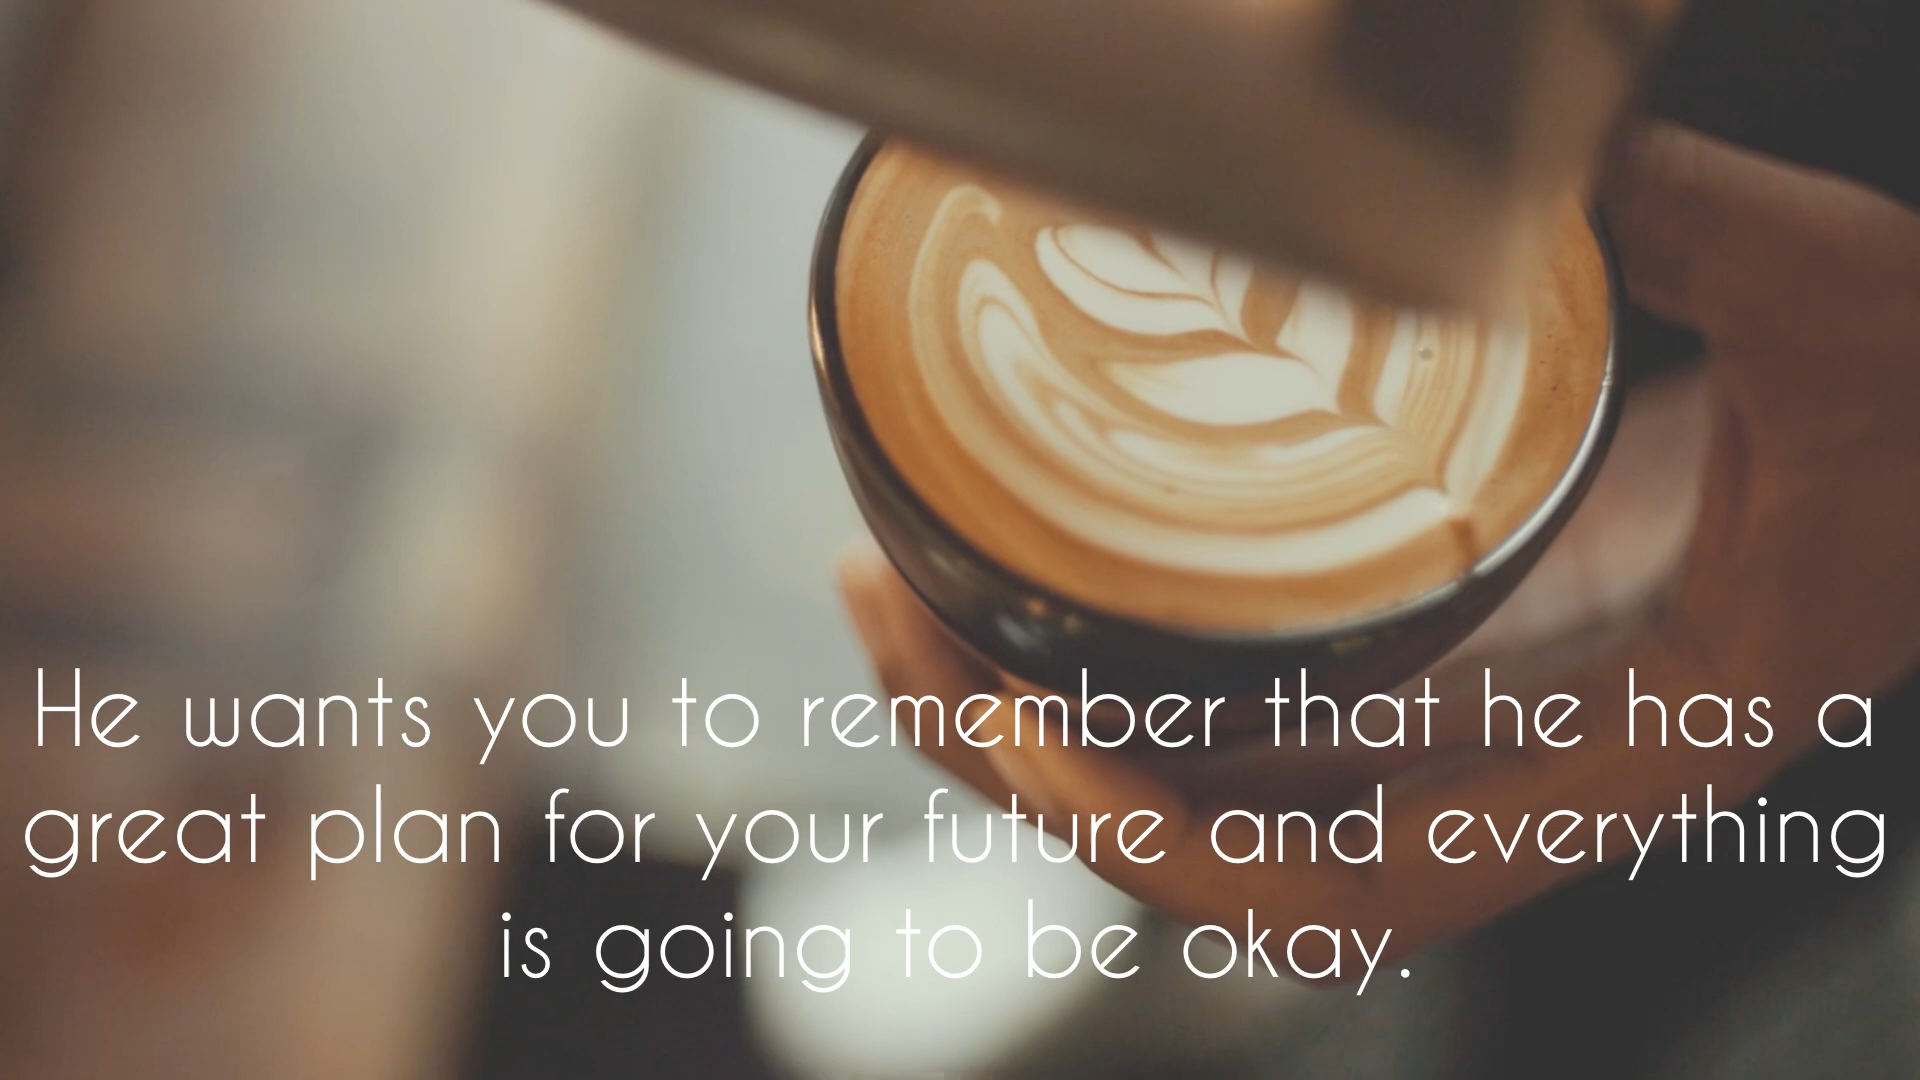 He wants you to remember that he has a
great plan for your future and everything
is going to be okay.